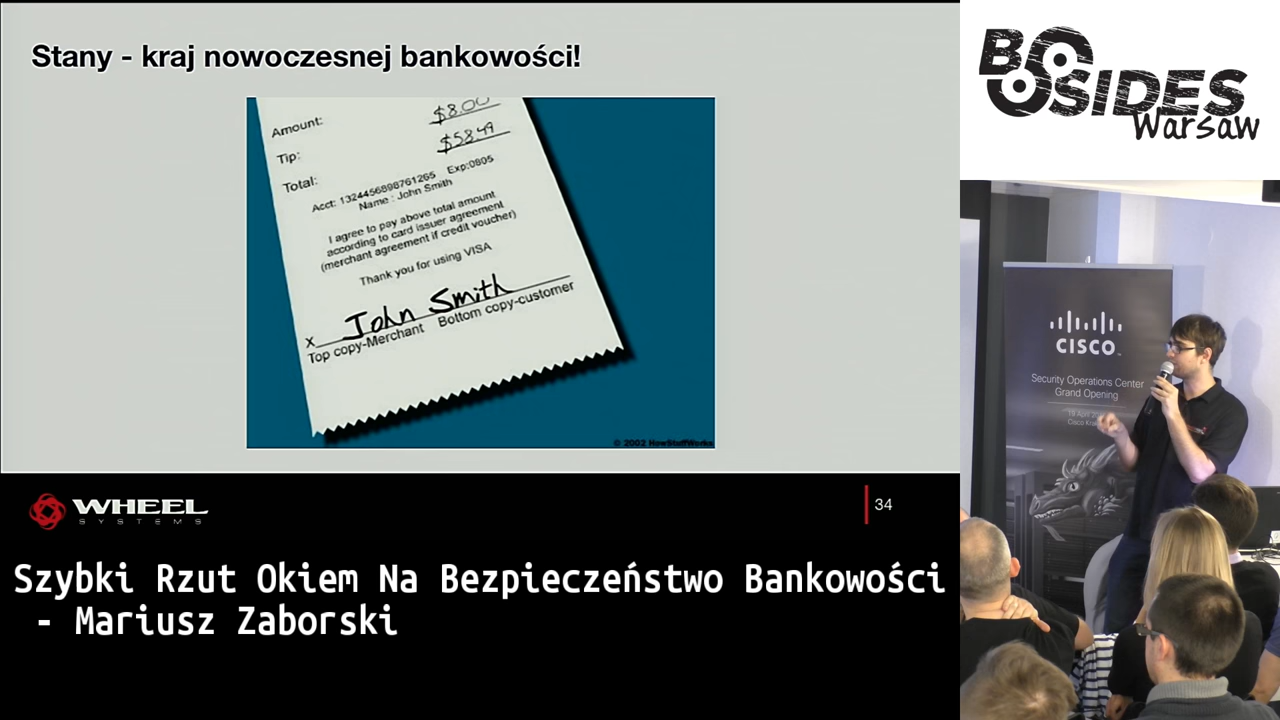 Stany - kraj nowoczesnej bankowości!
Amount:
$8.00
Tip:
$58.49
Total:
Acct: 1324456898761265 Exp:0805
Name : John Smith
I agree to pay above total amount
according to card issuer agreement
(merchant agreement if credit voucher)
Thank you for using VISA
x John Smith
Top copy-Merchant Bottom copy-customer
© 2002 HowStuffWorks
WHEEL
SYSTEMS
34
Szybki Rzut Okiem Na Bezpieczeństwo Bankowości
- Mariusz Zaborski
BSIDES
Warsaw
CISCO
Security Operations Center
Grand Opening